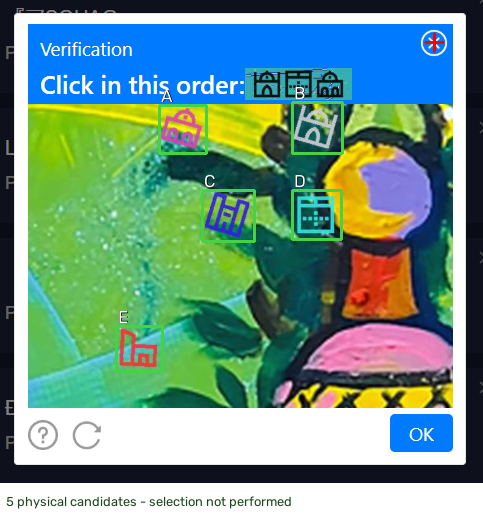 Verification
Click in this order:
A
B
C
D
E
OK
5 physical candidates - selection not performed